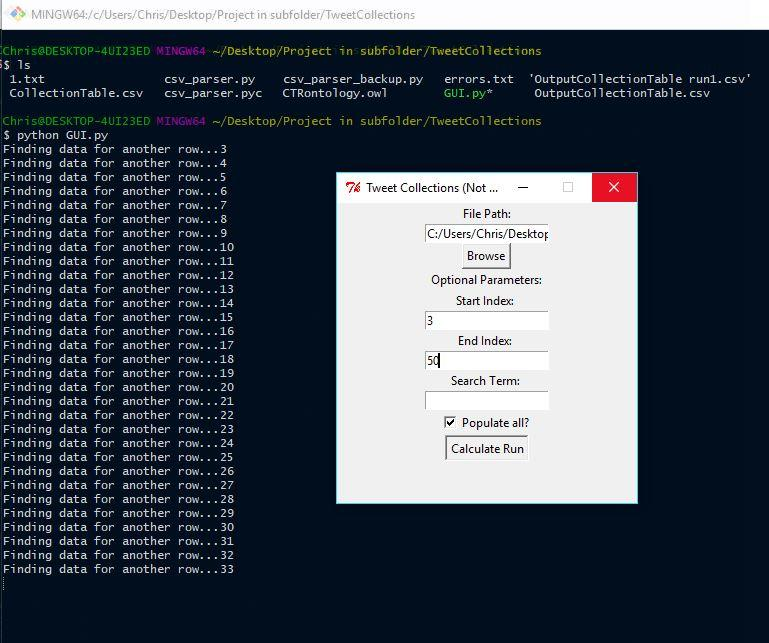 MINGW64:/c/Users/Chris/Desktop/Project in subfolder/TweetCollections
Chris@DESKTOP-4UI23ED MINGW64 ~/Desktop/Project in subfolder/TweetCollections
$ ls
1.txt csv_parser.py csv_parser_backup.py errors.txt 'OutputCollectionTable run1.csv'
CollectionTable.csv csv_parser.pyc CTRontology.owl GUI.py* OutputCollectionTable.csv
Chris@DESKTOP-4UI23ED MINGW64 ~/Desktop/Project in subfolder/TweetCollections
$ python GUI.py
Finding data for another row...3
Finding data for another row...4
Finding data for another row...5
Finding data for another row...6
Finding data for another row...7
Finding data for another row...8
Finding data for another row...9
Finding data for another row...10
Finding data for another row...11
Finding data for another row...12
Finding data for another row...13
Finding data for another row...14
Finding data for another row...15
Finding data for another row...16
Finding data for another row...17
Finding data for another row...18
Finding data for another row...19
Finding data for another row...20
Finding data for another row...21
Finding data for another row...22
Finding data for another row...23
Finding data for another row...24
Finding data for another row...25
Finding data for another row...26
Finding data for another row...27
Finding data for another row...28
Finding data for another row...29
Finding data for another row...30
Finding data for another row...31
Finding data for another row...32
Finding data for another row...33
Tweet Collections (Not ...
File Path:
C:/Users/Chris/Desktop
Browse
Optional Parameters:
Start Index:
3
End Index:
50
Search Term:
Populate all?
Calculate Run